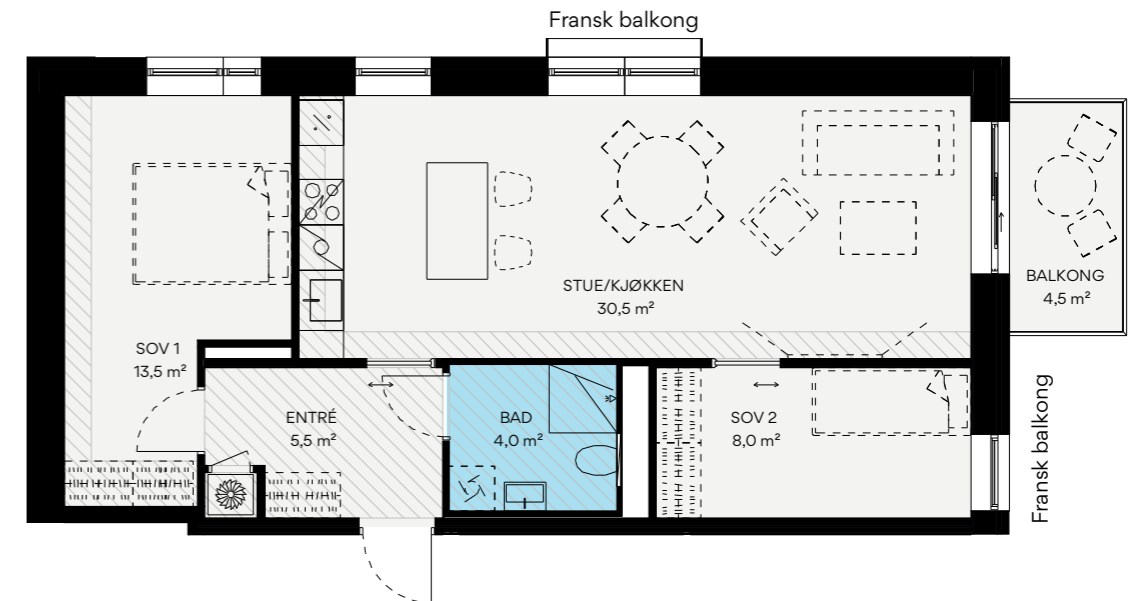 Fransk balkong
STUE/KJØKKEN
30,5 m²
BALKONG
4,5 m²
SOV 1
13,5 m²
ENTRÉ
5,5 m²
BAD
4,0 m²
SOV 2
8,0 m²
Fransk balkong